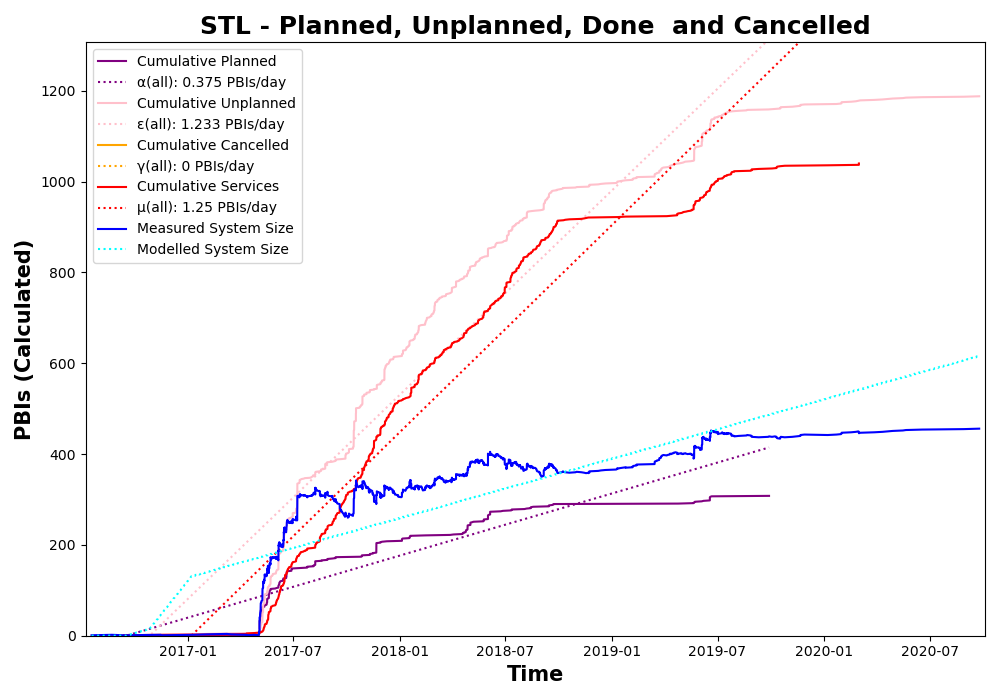 STL - Planned, Unplanned, Done  and Cancelled
Cumulative Planned
α(all): 0.375 PBIs/day
Cumulative Unplanned
ε(all): 1.233 PBIs/day
Cumulative Cancelled
γ(all): 0 PBIs/day
Cumulative Services
μ(all): 1.25 PBIs/day
Measured System Size
Modelled System Size
PBIs (Calculated)
1200
1000
800
600
400
200
0
2017-01 2017-07 2018-01 2018-07 2019-01 2019-07 2020-01 2020-07
Time